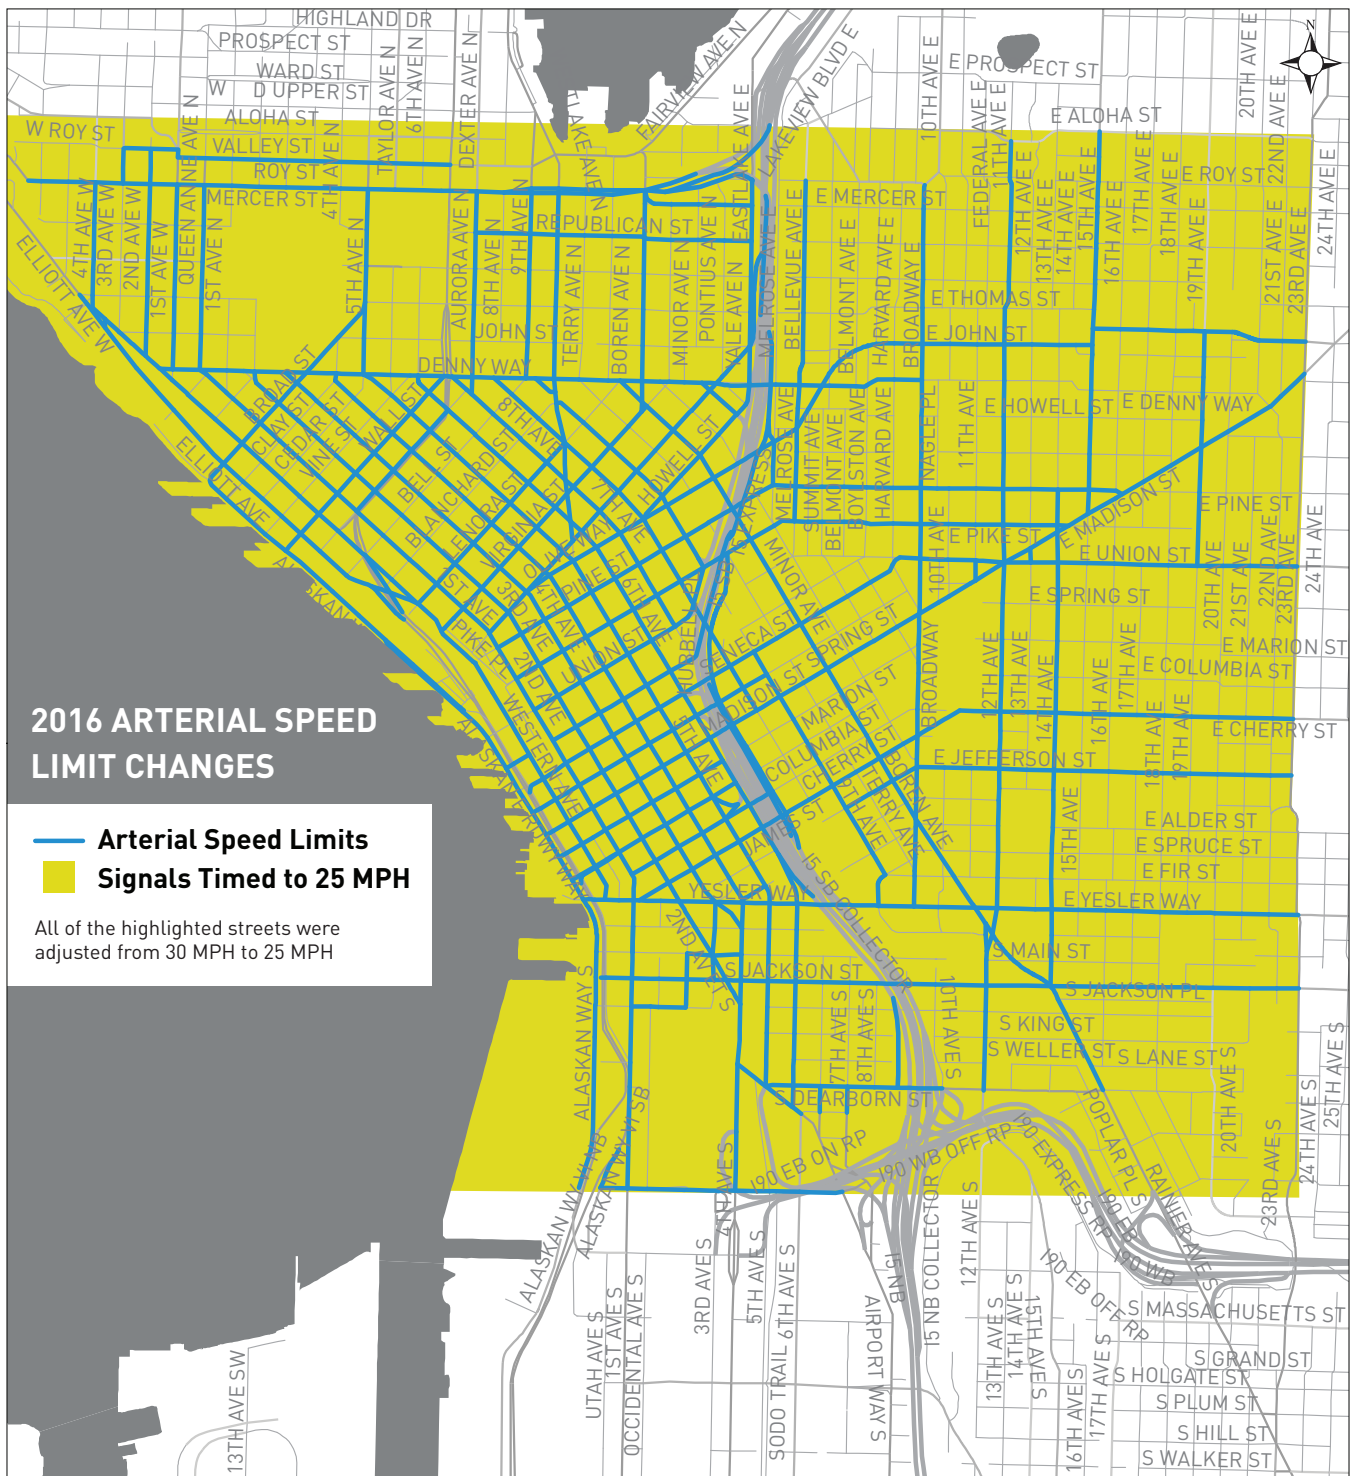 HIGHLAND DR
PROSPECT ST
WARD ST
W
D UPPER ST
ALOHA ST
W ROY ST
VALLEY ST
ROY ST
MERCER ST
QUEEN ANNE AVE N
TAYLOR AVE N
6TH AVE N
4TH AVE N
DEXTER AVE N
FAIRVIEW AVE N
EASTLAKE AVE E
LAKEVIEW BLVD E
10TH AVE E
E PROSPECT ST
FEDERAL AVE E
11TH AVE E
E ALOHA ST
20TH AVE E
22ND AVE E
N
E ROY ST
24TH AVE E
E MERCER ST
REPUBLICAN ST
4TH AVE W
3RD AVE W
2ND AVE W
1ST AVE W
1ST AVE N
5TH AVE N
AURORA AVE N
8TH AVE N
9TH AVE N
TERRY AVE N
BOREN AVE N
MINOR AVE N
PONTIUS AVE N
YALE AVE N
MELROSE AVE E
BELLEVUE AVE E
BELMONT AVE E
HARVARD AVE E
BROADWAY E
12TH AVE E
13TH AVE E
14TH AVE E
15TH AVE E
16TH AVE E
17TH AVE E
18TH AVE E
19TH AVE E
21ST AVE E
23RD AVE E
ELLIOTT AVE W
E THOMAS ST
JOHN ST
E JOHN ST
DENNY WAY
BROAD ST
CLAY ST
CEDAR ST
VINE ST
WALL ST
8TH AVE
E HOWELL ST
E DENNY WAY
NAGLE PL
11TH AVE
HOWELL ST
MELROSE AVE
SUMMIT AVE
BELMONT AVE
BOYLSTON AVE
HARVARD AVE
ELLIOTT AVE
BELL ST
BLANCHARD ST
LENORA ST
VIRGINIA ST
OLIVE WAY
7TH AVE
E MADISON ST
E PINE ST
E PIKE ST
E UNION ST
24TH AVE
MINOR AVE
10TH AVE
1ST AVE
3RD AVE
4TH AVE
PINE ST
6TH AVE
HUBBELL PL
E SPRING ST
20TH AVE
21ST AVE
22ND AVE
23RD AVE
PIKE PL
2ND AVE
UNION ST
SENECA ST
SPRING ST
E MARION ST
E COLUMBIA ST
2016 ARTERIAL SPEED
LIMIT CHANGES
WESTERN AVE
5TH AVE
MADISON ST
MARION ST
COLUMBIA ST
CHERRY ST
JAMES ST
BROADWAY
12TH AVE
13TH AVE
14TH AVE
16TH AVE
17TH AVE
18TH AVE
19TH AVE
E CHERRY ST
E JEFFERSON ST
9TH AVE
TERRY AVE
BOREN AVE
15TH AVE
E ALDER ST
E SPRUCE ST
E FIR ST
Arterial Speed Limits
Signals Timed to 25 MPH
All of the highlighted streets were
adjusted from 30 MPH to 25 MPH
YESLER WAY
I5 SB COLLECTOR
E YESLER WAY
S MAIN ST
S JACKSON ST
S JACKSON PL
ALASKAN WAY S
7TH AVE S
8TH AVE S
10TH AVE S
S KING ST
S WELLER ST
S LANE ST
S DEARBORN ST
POPLAR PL S
20TH AVE S
23RD AVE S
24TH AVE S
25TH AVE S
ALASKAN WY VI NB
ALASKAN WY VI SB
4TH AVE S
I90 EB ON RP
I90 WB OFF RP
I90 EXPRESS RP
I90 EB
I90 WB
RAINIER AVE S
3RD AVE S
5TH AVE S
6TH AVE S
SODO TRAIL
AIRPORT WAY S
I5 NB
I5 NB COLLECTOR
12TH AVE S
I90 EB OFF RP
13TH AVE S
14TH AVE S
15TH AVE S
16TH AVE S
17TH AVE S
13TH AVE SW
UTAH AVE S
1ST AVE S
OCCIDENTAL AVE S
S MASSACHUSETTS ST
S GRAND ST
S HOLGATE ST
S PLUM ST
S HILL ST
S WALKER ST